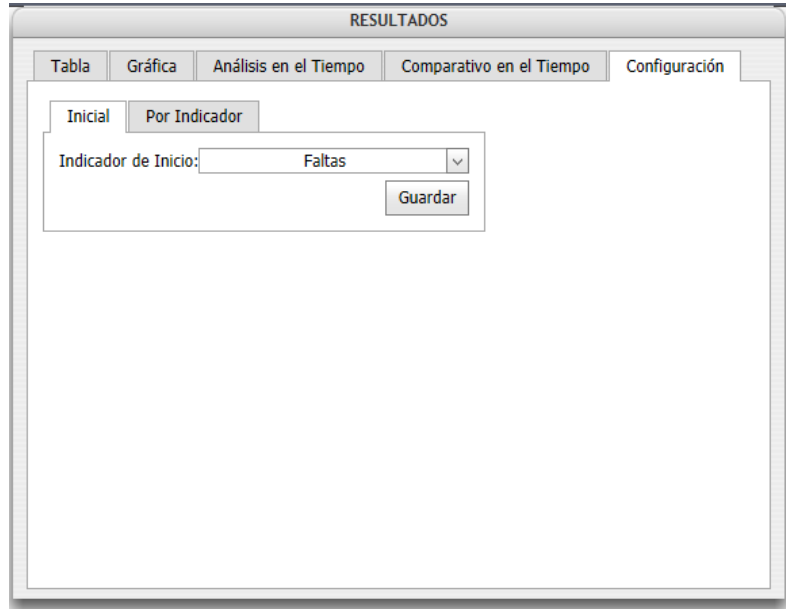 RESULTADOS
Tabla Gráfica Análisis en el Tiempo Comparativo en el Tiempo Configuración
Inicial Por Indicador
Indicador de Inicio: Faltas
Guardar